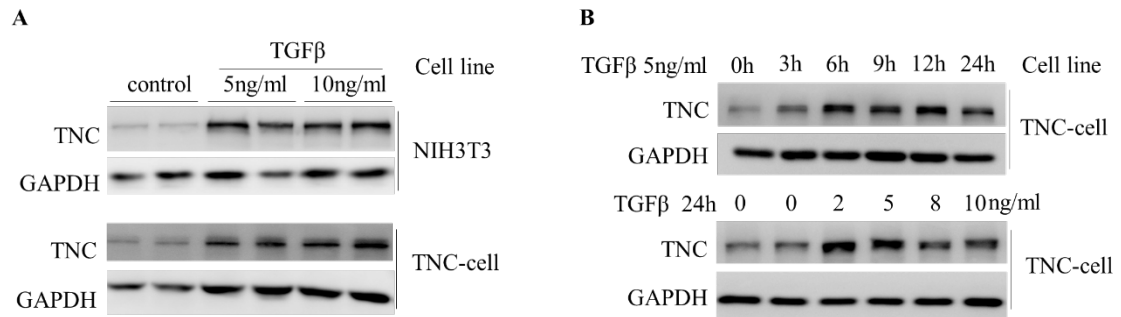 A
TGFβ
Cell line
control 5ng/ml 10ng/ml
TNC
NIH3T3
GAPDH
TNC
TNC-cell
GAPDH
B
TGFβ 5ng/ml 0h 3h 6h 9h 12h 24h Cell line
TNC
TNC-cell
GAPDH
TGFβ 24h 0 0 2 5 8 10ng/ml
TNC
TNC-cell
GAPDH